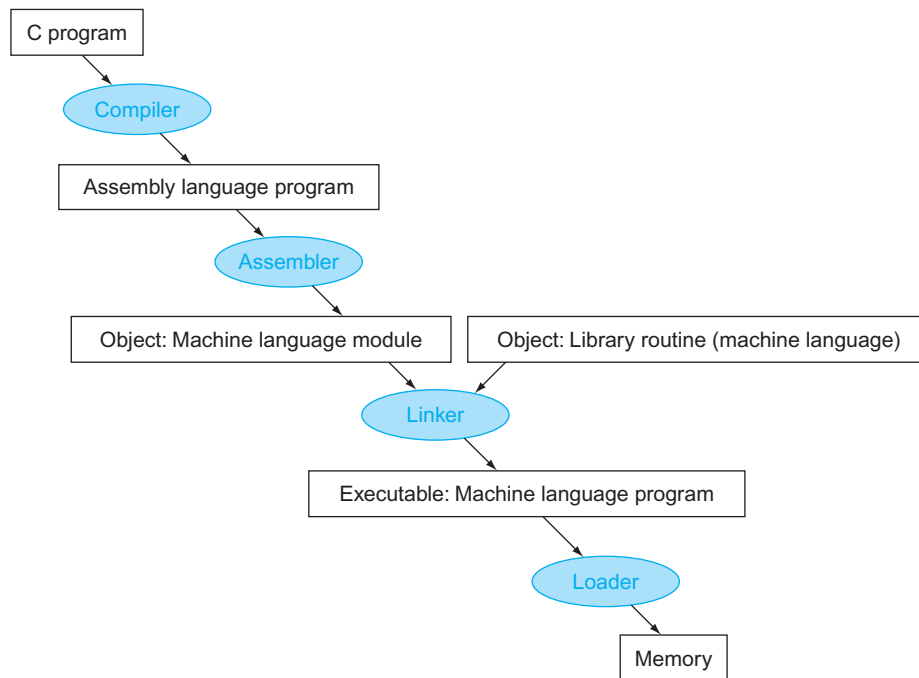 C program
Compiler
Assembly language program
Assembler
Object: Machine language module
Object: Library routine (machine language)
Linker
Executable: Machine language program
Loader
Memory